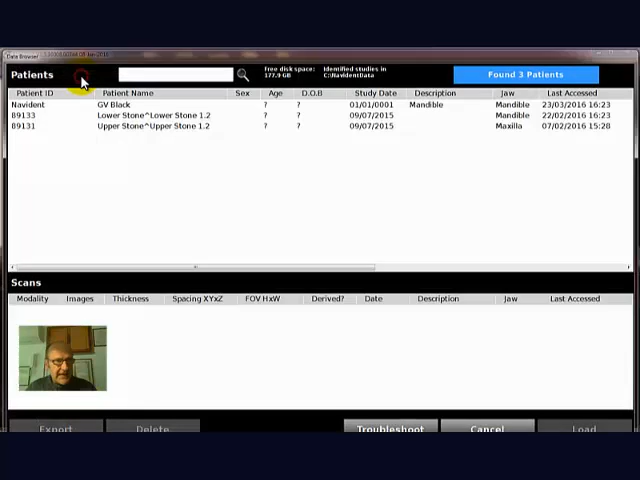 Data Browser
Patients
Free disk space: 177.9 GB
Identified studies in C:\NavidentData
Found 3 Patients
Patient ID Patient Name Sex Age D.O.B Study Date Description Jaw Last Accessed
Navident GV Black ? ? 01/01/0001 Mandible Mandible 23/03/2016 16:23
89133 Lower Stone^Lower Stone 1.2 ? ? 09/07/2015 Mandible 22/02/2016 16:23
89131 Upper Stone^Upper Stone 1.2 ? ? 09/07/2015 Maxilla 07/02/2016 15:28
Scans
Modality Images Thickness Spacing XYxZ FOV HxW Derived? Date Description Jaw Last Accessed
Export Delete Troubleshoot Cancel Load